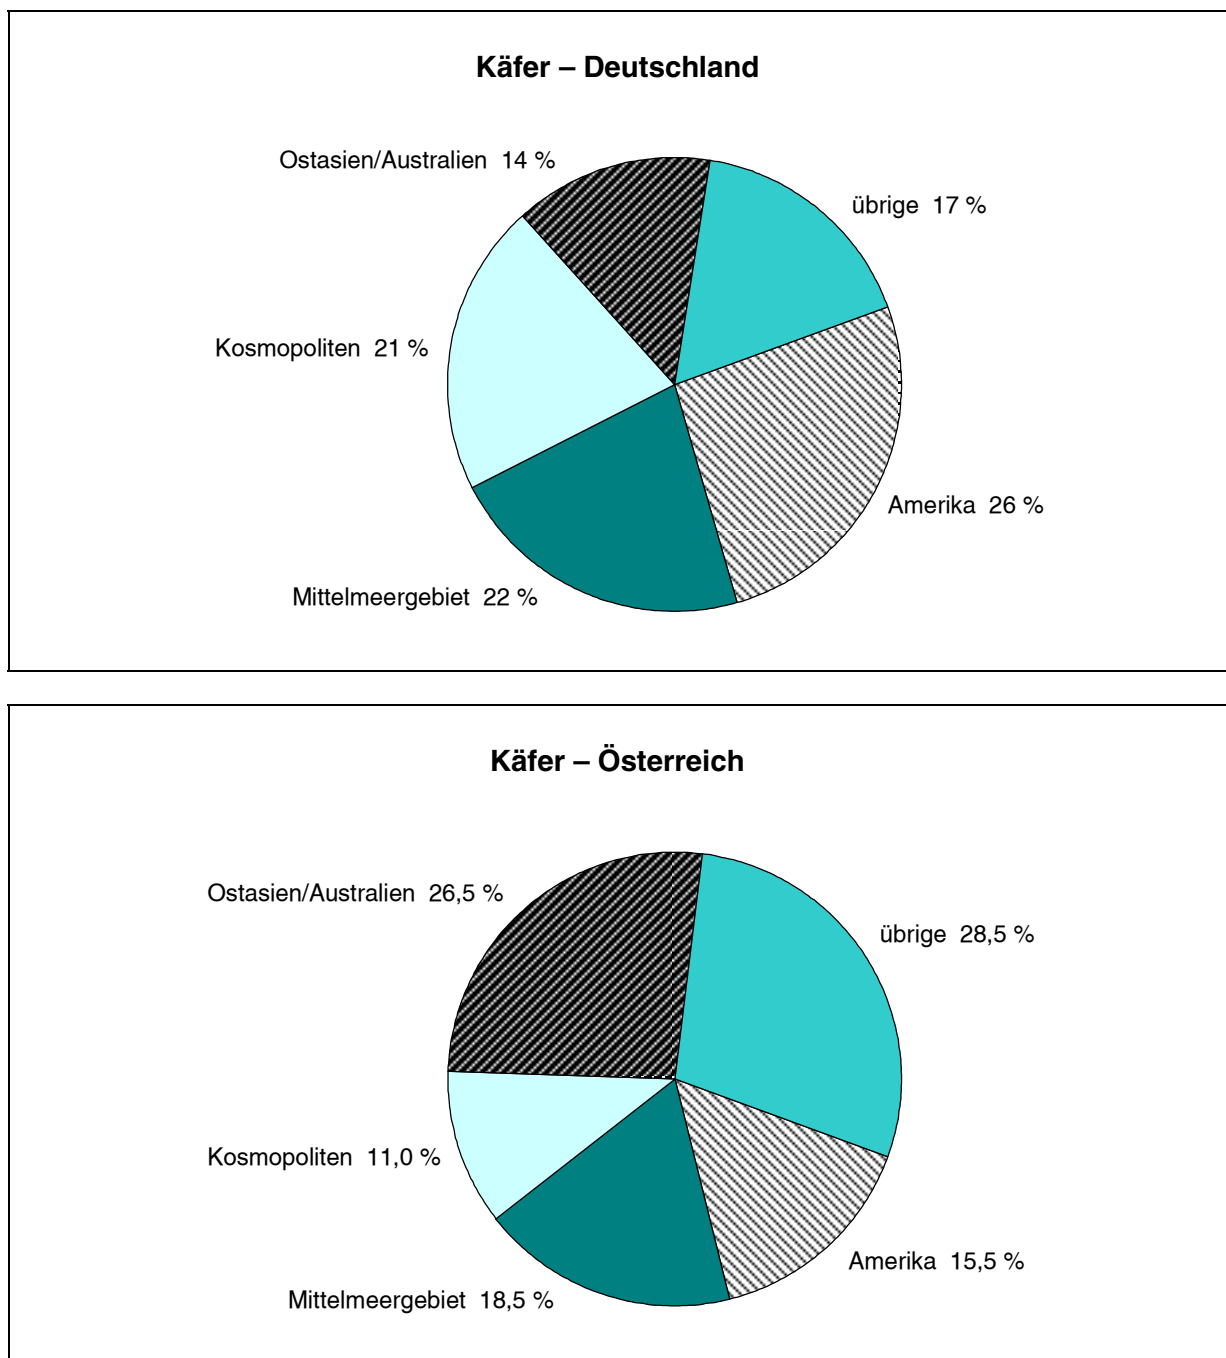 Käfer – Deutschland
Ostasien/Australien 14 %
übrige 17 %
Kosmopoliten 21 %
Amerika 26 %
Mittelmeergebiet 22 %
Käfer – Österreich
Ostasien/Australien 26,5 %
übrige 28,5 %
Kosmopoliten 11,0 %
Amerika 15,5 %
Mittelmeergebiet 18,5 %